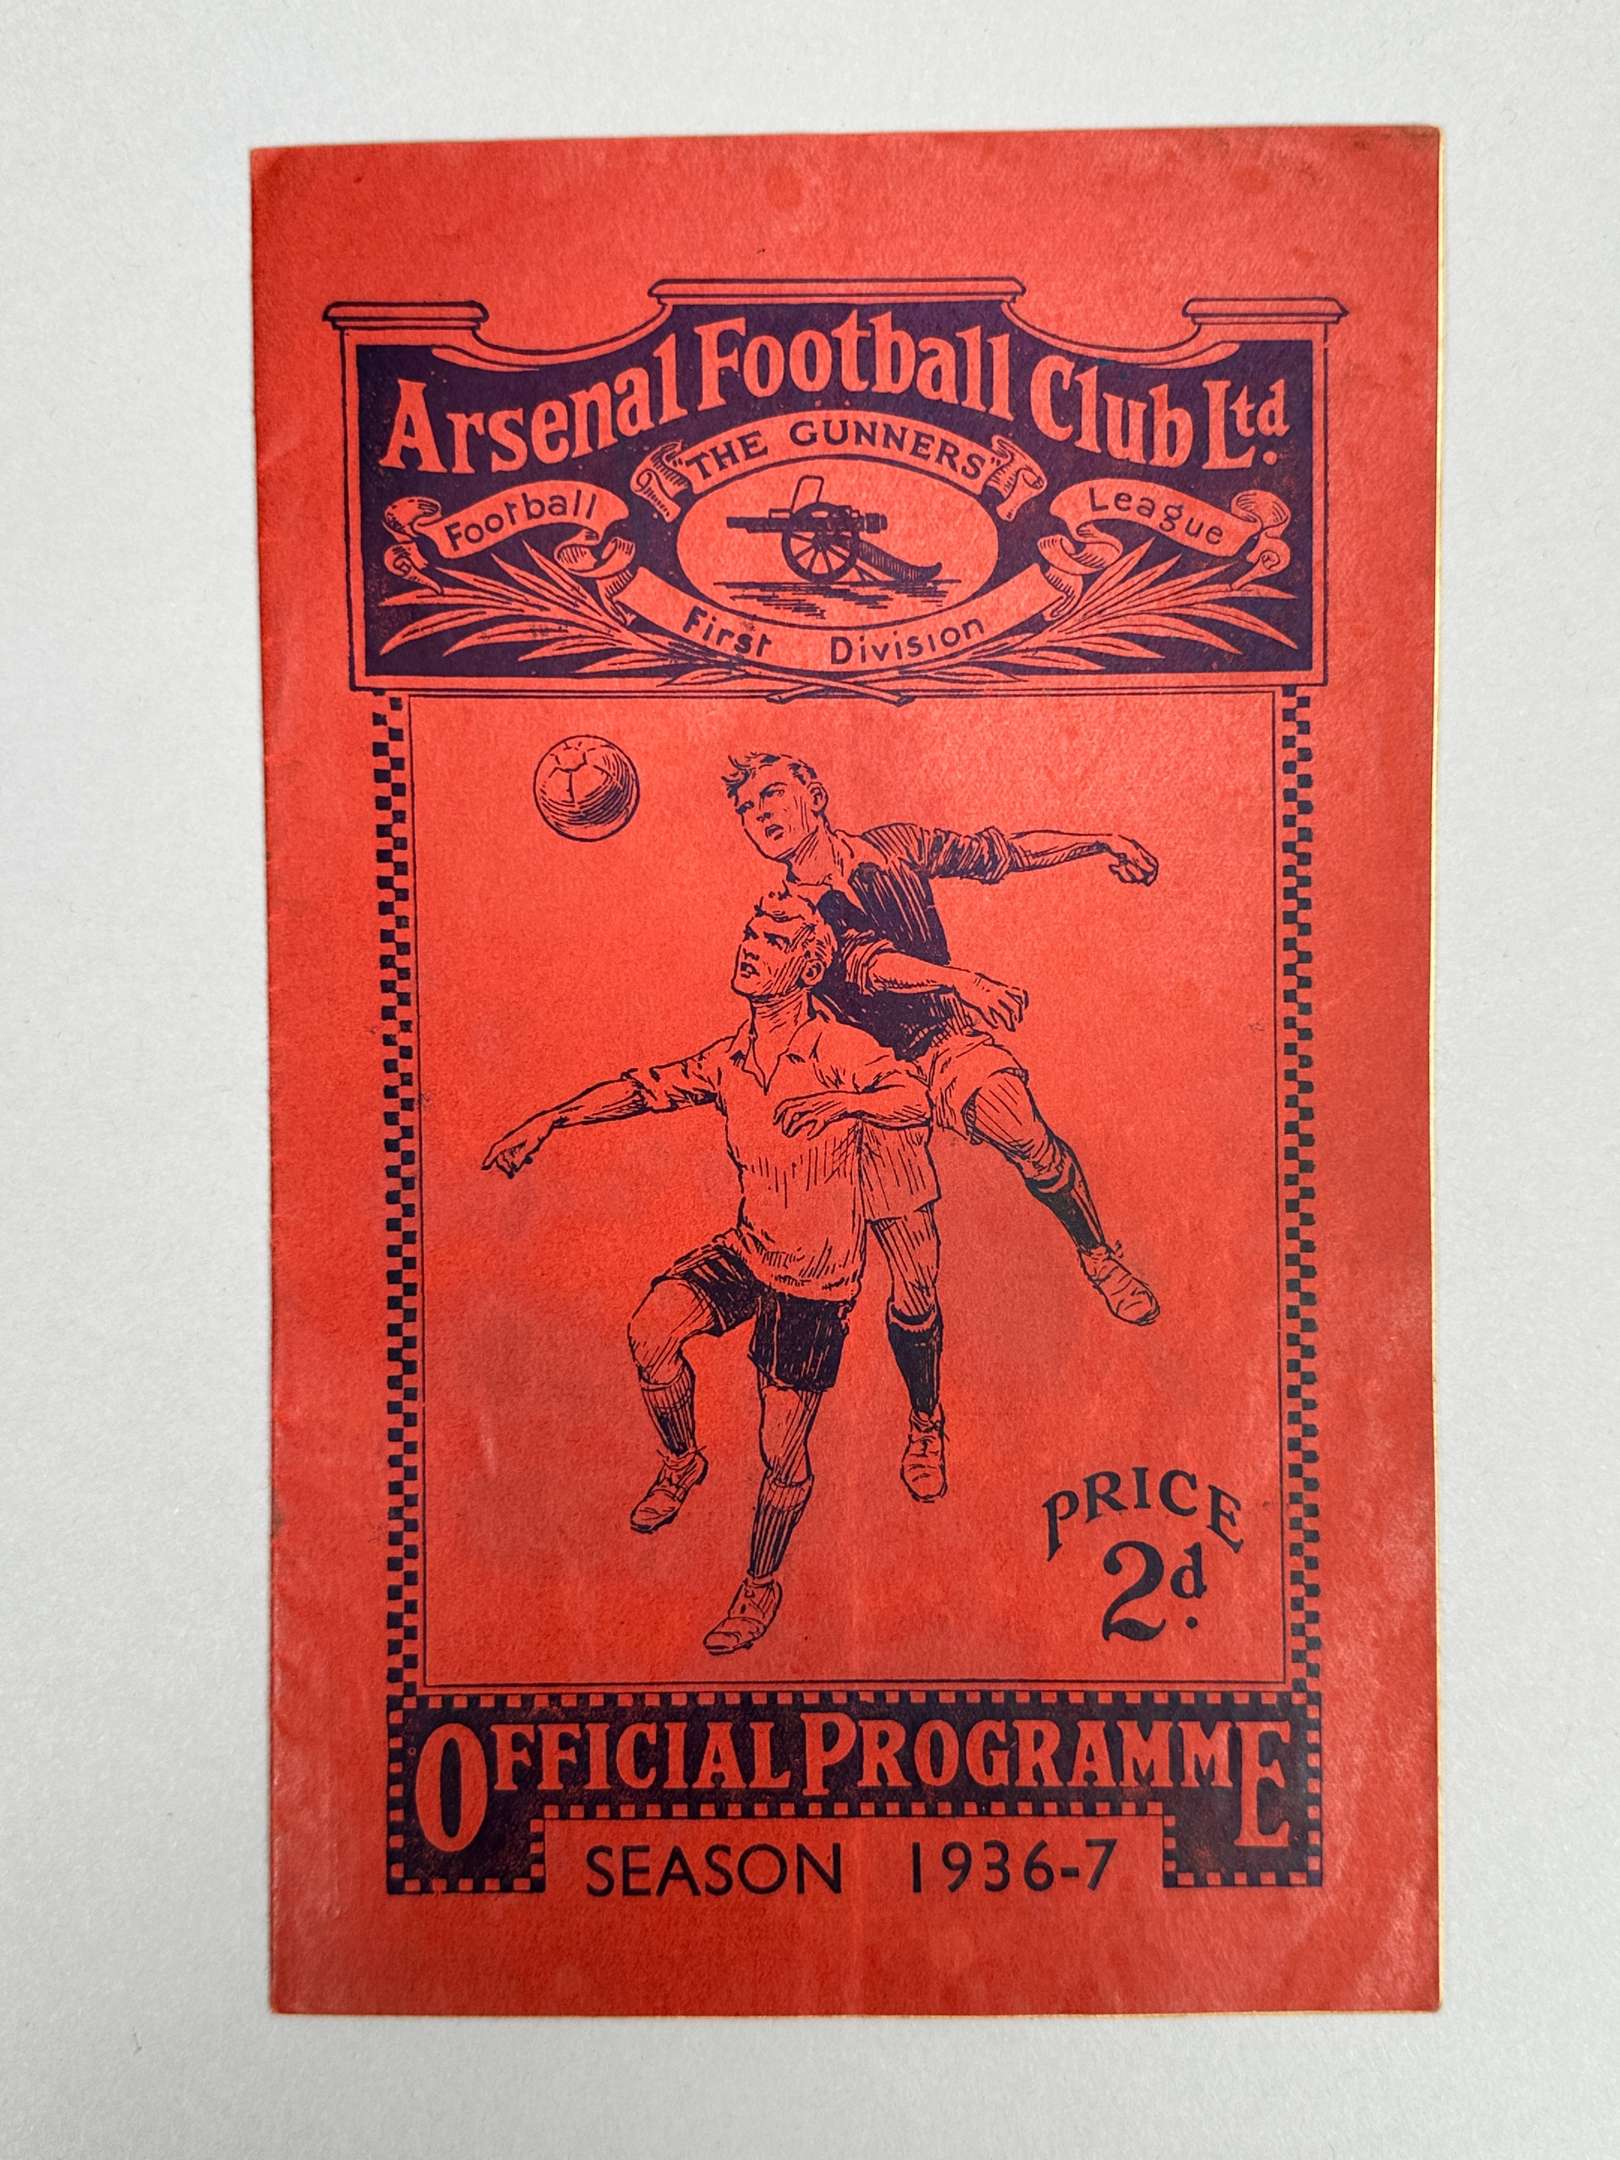 Arsenal Football Club Ltd.
"THE GUNNERS"
Football League
First Division
PRICE
2d.
OFFICIAL PROGRAMME
SEASON 1936-7